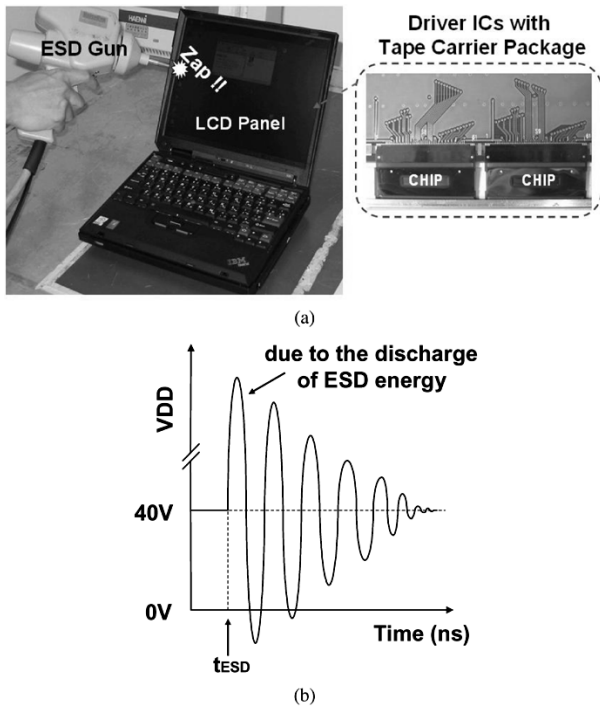 ESD Gun
HAEFELY
Zap !!
LCD Panel
IBM
Driver ICs with
Tape Carrier Package
CHIP
CHIP
(a)
due to the discharge
of ESD energy
VDD
40V
0V
Time (ns)
tESD
(b)